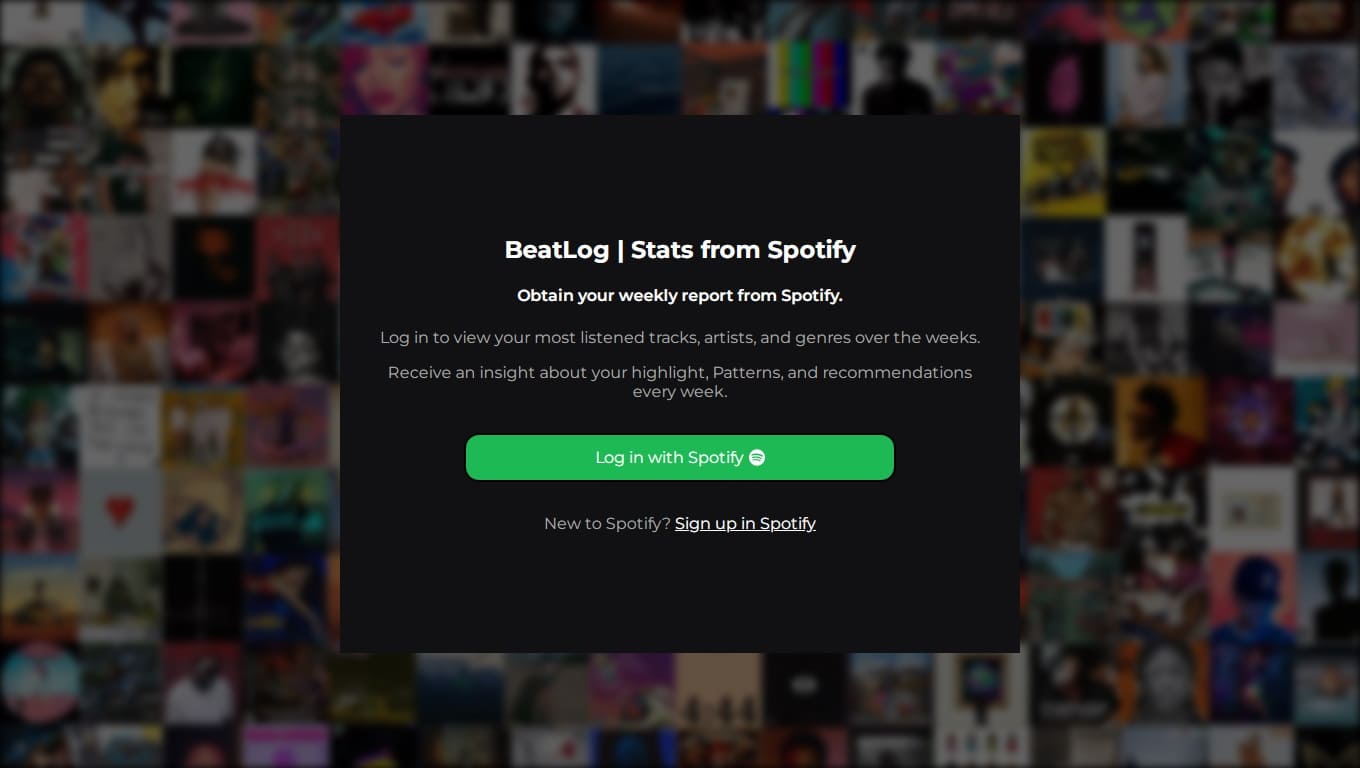 BeatLog | Stats from Spotify
Obtain your weekly report from Spotify.
Log in to view your most listened tracks, artists, and genres over the weeks.
Receive an insight about your highlight, Patterns, and recommendations
every week.
Log in with Spotify
New to Spotify? Sign up in Spotify
4:44